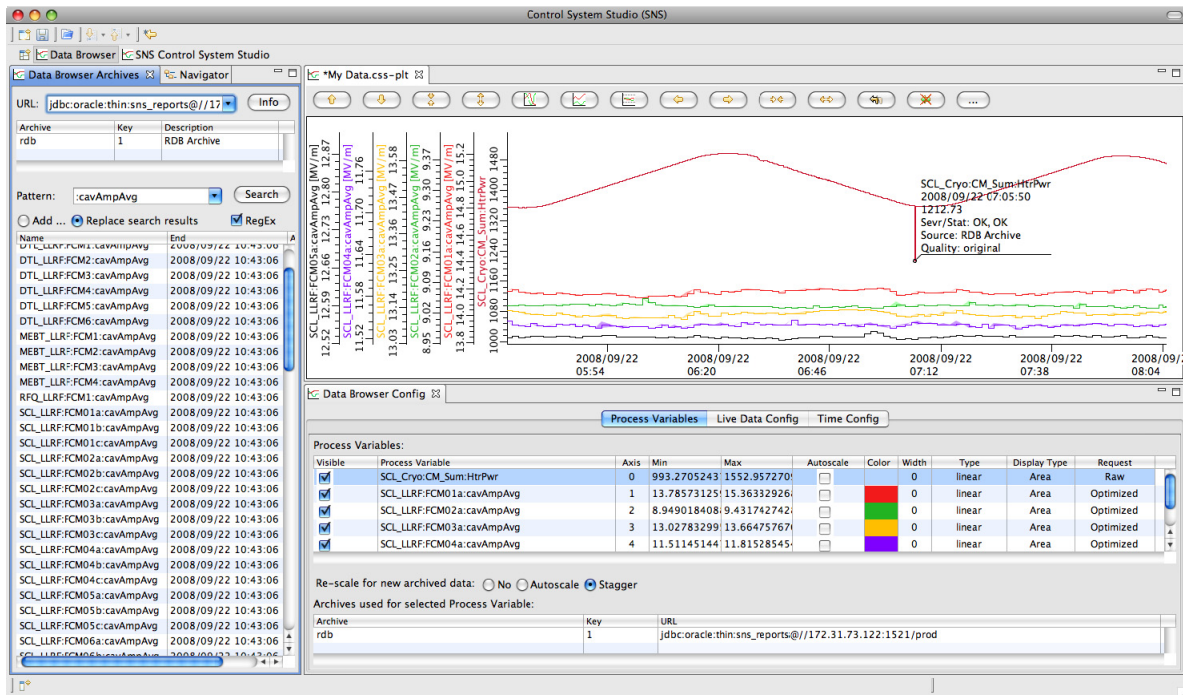 Control System Studio (SNS)
Data Browser SNS Control System Studio
Data Browser Archives Navigator
URL: jdbc:oracle:thin:sns_reports@//17 Info
Archive Key Description
rdb 1 RDB Archive
Pattern: :cavAmpAvg Search
Add ... Replace search results RegEx
Name End A
DTL_LLRF:FCM1:cavAmpAvg 2008/09/22 10:43:06
DTL_LLRF:FCM2:cavAmpAvg 2008/09/22 10:43:06
DTL_LLRF:FCM3:cavAmpAvg 2008/09/22 10:43:06
DTL_LLRF:FCM4:cavAmpAvg 2008/09/22 10:43:06
DTL_LLRF:FCM5:cavAmpAvg 2008/09/22 10:43:06
DTL_LLRF:FCM6:cavAmpAvg 2008/09/22 10:43:06
MEBT_LLRF:FCM1:cavAmpAvg 2008/09/22 10:43:06
MEBT_LLRF:FCM2:cavAmpAvg 2008/09/22 10:43:06
MEBT_LLRF:FCM3:cavAmpAvg 2008/09/22 10:43:06
MEBT_LLRF:FCM4:cavAmpAvg 2008/09/22 10:43:06
RFQ_LLRF:FCM1:cavAmpAvg 2008/09/22 10:43:06
SCL_LLRF:FCM01a:cavAmpAvg 2008/09/22 10:43:06
SCL_LLRF:FCM01b:cavAmpAvg 2008/09/22 10:43:06
SCL_LLRF:FCM01c:cavAmpAvg 2008/09/22 10:43:06
SCL_LLRF:FCM02a:cavAmpAvg 2008/09/22 10:43:06
SCL_LLRF:FCM02b:cavAmpAvg 2008/09/22 10:43:06
SCL_LLRF:FCM02c:cavAmpAvg 2008/09/22 10:43:06
SCL_LLRF:FCM03a:cavAmpAvg 2008/09/22 10:43:06
SCL_LLRF:FCM03b:cavAmpAvg 2008/09/22 10:43:06
SCL_LLRF:FCM03c:cavAmpAvg 2008/09/22 10:43:06
SCL_LLRF:FCM04a:cavAmpAvg 2008/09/22 10:43:06
SCL_LLRF:FCM04b:cavAmpAvg 2008/09/22 10:43:06
SCL_LLRF:FCM04c:cavAmpAvg 2008/09/22 10:43:06
SCL_LLRF:FCM05a:cavAmpAvg 2008/09/22 10:43:06
SCL_LLRF:FCM05b:cavAmpAvg 2008/09/22 10:43:06
SCL_LLRF:FCM05c:cavAmpAvg 2008/09/22 10:43:06
SCL_LLRF:FCM06a:cavAmpAvg 2008/09/22 10:43:06
SCL_LLRF:FCM06b:cavAmpAvg 2008/09/22 10:43:06
*My Data.css-plt
...
SCL_LLRF:FCM05a:cavAmpAvg [MV/m]
12.52 12.59 12.66 12.73 12.80 12.87
SCL_LLRF:FCM04a:cavAmpAvg [MV/m]
11.52 11.58 11.64 11.70 11.76
SCL_LLRF:FCM03a:cavAmpAvg [MV/m]
13.03 13.14 13.25 13.36 13.47 13.58
SCL_LLRF:FCM02a:cavAmpAvg [MV/m]
8.95 9.02 9.09 9.16 9.23 9.30 9.37
SCL_LLRF:FCM01a:cavAmpAvg [MV/m]
13.8 14.0 14.2 14.4 14.6 14.8 15.0 15.2
SCL_Cryo:CM_Sum:HtrPwr
1000 1080 1160 1240 1320 1400 1480
SCL_Cryo:CM_Sum:HtrPwr
2008/09/22 07:05:50
1212.73
Sevr/Stat: OK, OK
Source: RDB Archive
Quality: original
2008/09/22 2008/09/22 2008/09/22 2008/09/22 2008/09/22 2008/09/22 2008/09/2
05:54 06:20 06:46 07:12 07:38 08:04
Data Browser Config
Process Variables Live Data Config Time Config
Process Variables:
Visible Process Variable Axis Min Max Autoscale Color Width Type Display Type Request
SCL_Cryo:CM_Sum:HtrPwr 0 993.2705243 1552.957270 0 linear Area Raw
SCL_LLRF:FCM01a:cavAmpAvg 1 13.78573125 15.36332926 0 linear Area Optimized
SCL_LLRF:FCM02a:cavAmpAvg 2 8.949018408 9.431742742 0 linear Area Optimized
SCL_LLRF:FCM03a:cavAmpAvg 3 13.02783299 13.66475767 0 linear Area Optimized
SCL_LLRF:FCM04a:cavAmpAvg 4 11.51145144 11.81528545 0 linear Area Optimized
Re-scale for new archived data: No Autoscale Stagger
Archives used for selected Process Variable:
Archive Key URL
rdb 1 jdbc:oracle:thin:sns_reports@//172.31.73.122:1521/prod